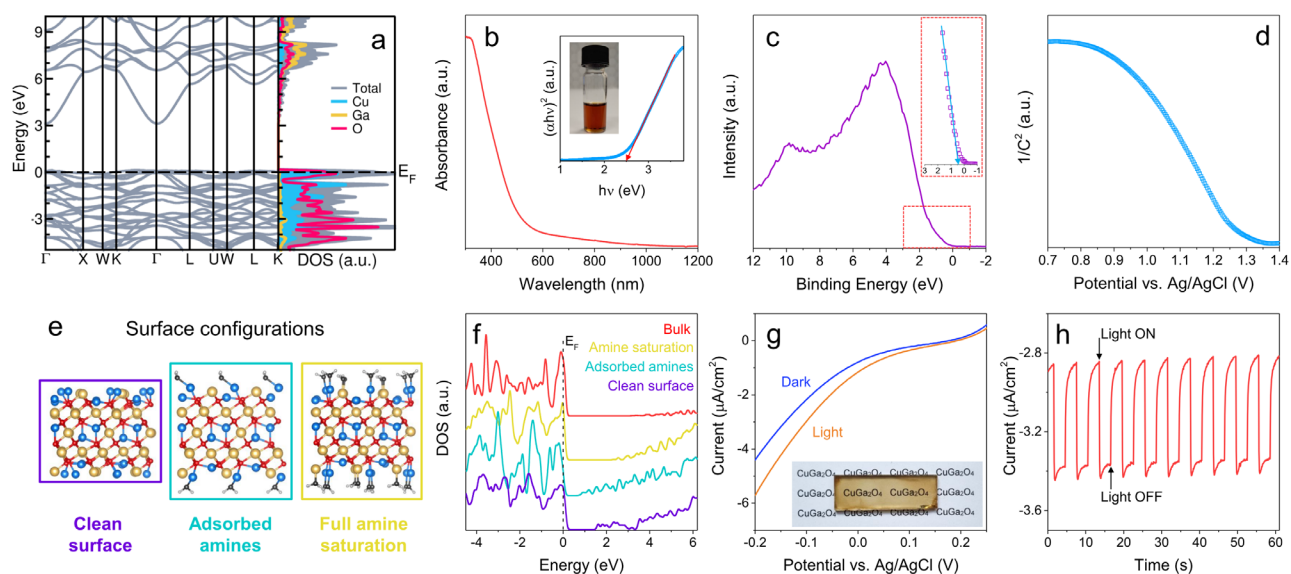 a
9
6
3
0
-3
Energy (eV)
Total
Cu
Ga
O
E_F
Γ X W K Γ L U W L K DOS (a.u.)
b
Absorbance (a.u.)
(αhν)²
1 2 3
hν (eV)
400 600 800 1000 1200
Wavelength (nm)
c
Intensity (a.u.)
3 2 1 0 -1
12 10 8 6 4 2 0 -2
Binding Energy (eV)
d
1/C² (a.u.)
0.7 0.8 0.9 1.0 1.1 1.2 1.3 1.4
Potential vs. Ag/AgCl (V)
e
Surface configurations
Clean
surface
Adsorbed
amines
Full amine
saturation
f
E_F
Bulk
Amine saturation
Adsorbed amines
Clean surface
DOS (a.u.)
-4 -2 0 2 4 6
Energy (eV)
g
0
-1
-2
-3
-4
-5
-6
Current (μA/cm²)
Dark
Light
CuGa₂O₄ CuGa₂O₄ CuGa₂O₄ CuGa₂O₄
CuGa₂O₄ CuGa₂O₄ CuGa₂O₄ CuGa₂O₄
CuGa₂O₄ CuGa₂O₄ CuGa₂O₄ CuGa₂O₄
-0.2 -0.1 0.0 0.1 0.2
Potential vs. Ag/AgCl (V)
h
Light ON
Light OFF
-2.8
-3.2
-3.6
Current (μA/cm²)
0 10 20 30 40 50 60
Time (s)